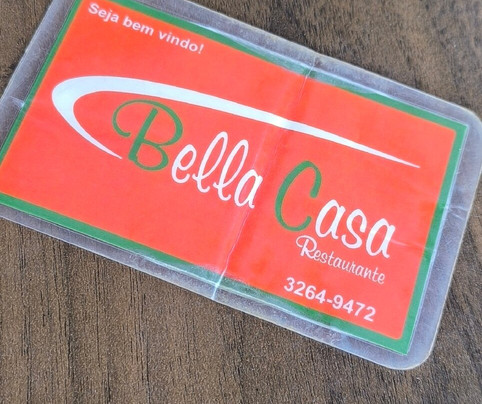 Seja bem vindo!
Bella Casa
Restaurante
3264-9472